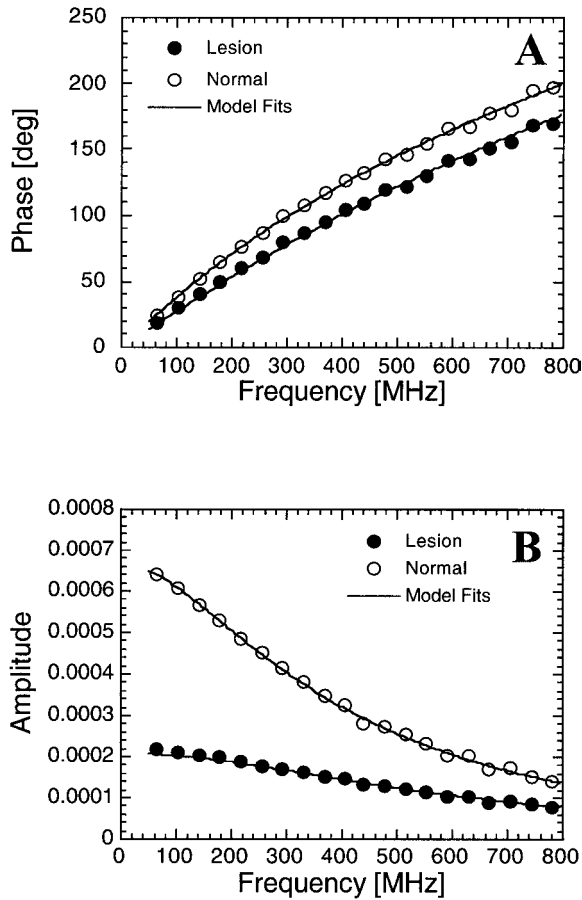 A
Lesion
Normal
Model Fits
250
200
150
100
50
0
Phase [deg]
0 100 200 300 400 500 600 700 800
Frequency [MHz]
B
Lesion
Normal
Model Fits
0.0008
0.0007
0.0006
0.0005
0.0004
0.0003
0.0002
0.0001
0
Amplitude
0 100 200 300 400 500 600 700 800
Frequency [MHz]